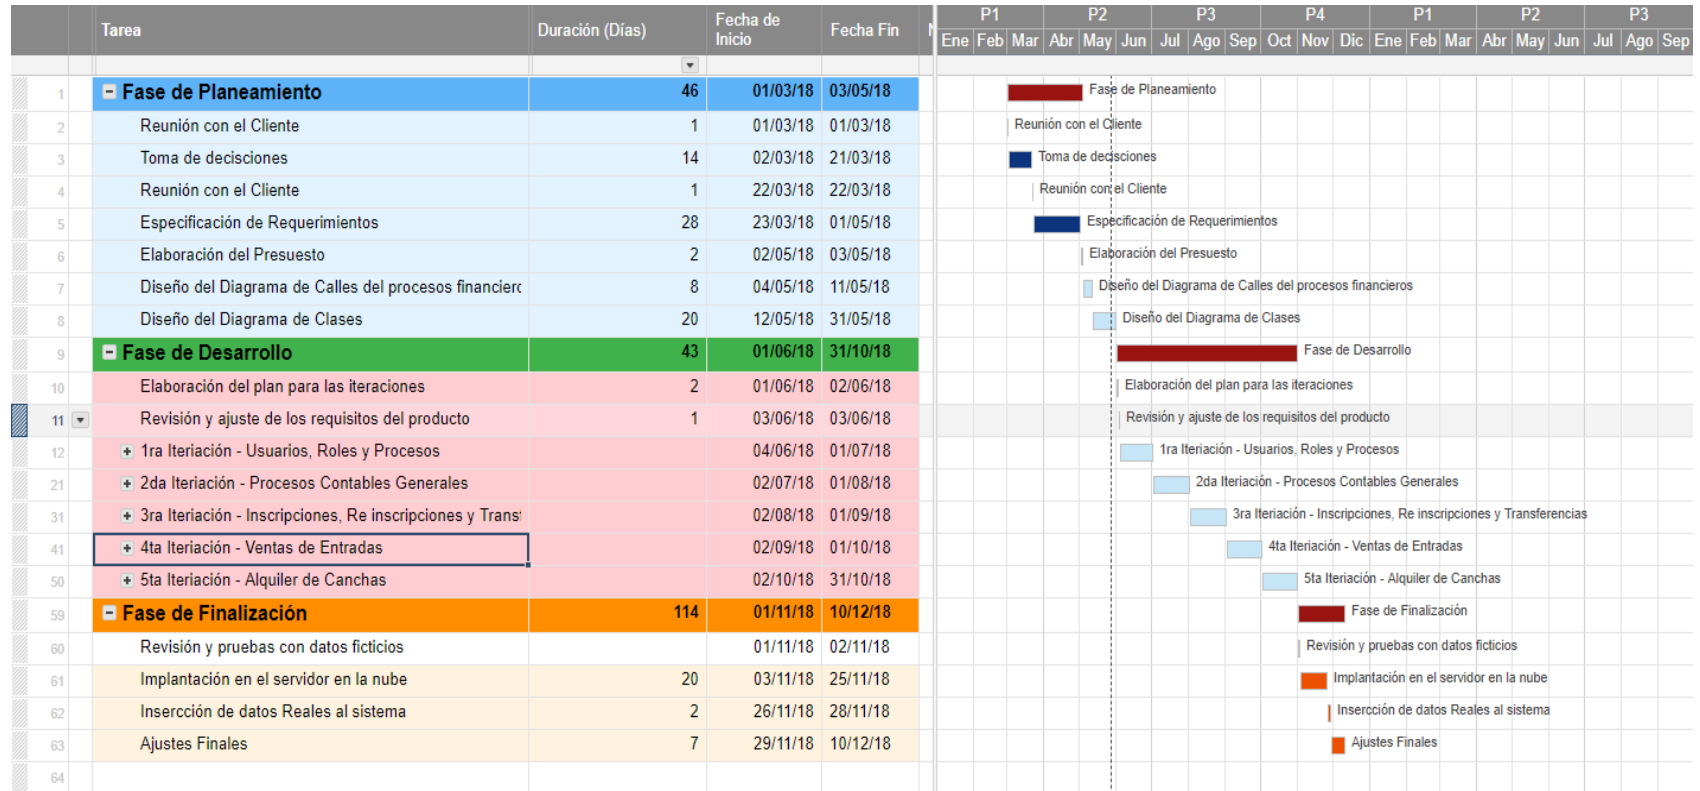 P1 P2 P3 P4 P1 P2 P3
Tarea Duración (Días) Fecha de Inicio Fecha Fin
Ene Feb Mar Abr May Jun Jul Ago Sep Oct Nov Dic Ene Feb Mar Abr May Jun Jul Ago Sep
1 Fase de Planeamiento 46 01/03/18 03/05/18 Fase de Planeamiento
2 Reunión con el Cliente 1 01/03/18 01/03/18 Reunión con el Cliente
3 Toma de decisciones 14 02/03/18 21/03/18 Toma de decisciones
4 Reunión con el Cliente 1 22/03/18 22/03/18 Reunión con el Cliente
5 Especificación de Requerimientos 28 23/03/18 01/05/18 Especificación de Requerimientos
6 Elaboración del Presuesto 2 02/05/18 03/05/18 Elaboración del Presuesto
7 Diseño del Diagrama de Calles del procesos financierc 8 04/05/18 11/05/18 Diseño del Diagrama de Calles del procesos financieros
8 Diseño del Diagrama de Clases 20 12/05/18 31/05/18 Diseño del Diagrama de Clases
9 Fase de Desarrollo 43 01/06/18 31/10/18 Fase de Desarrollo
10 Elaboración del plan para las iteraciones 2 01/06/18 02/06/18 Elaboración del plan para las iteraciones
11 Revisión y ajuste de los requisitos del producto 1 03/06/18 03/06/18 Revisión y ajuste de los requisitos del producto
12 1ra Iteriación - Usuarios, Roles y Procesos 04/06/18 01/07/18 1ra Iteriación - Usuarios, Roles y Procesos
21 2da Iteriación - Procesos Contables Generales 02/07/18 01/08/18 2da Iteriación - Procesos Contables Generales
31 3ra Iteriación - Inscripciones, Re inscripciones y Trans 02/08/18 01/09/18 3ra Iteriación - Inscripciones, Re inscripciones y Transferencias
41 4ta Iteriación - Ventas de Entradas 02/09/18 01/10/18 4ta Iteriación - Ventas de Entradas
50 5ta Iteriación - Alquiler de Canchas 02/10/18 31/10/18 5ta Iteriación - Alquiler de Canchas
59 Fase de Finalización 114 01/11/18 10/12/18 Fase de Finalización
60 Revisión y pruebas con datos ficticios 01/11/18 02/11/18 Revisión y pruebas con datos ficticios
61 Implantación en el servidor en la nube 20 03/11/18 25/11/18 Implantación en el servidor en la nube
62 Insercción de datos Reales al sistema 2 26/11/18 28/11/18 Insercción de datos Reales al sistema
63 Ajustes Finales 7 29/11/18 10/12/18 Ajustes Finales
64